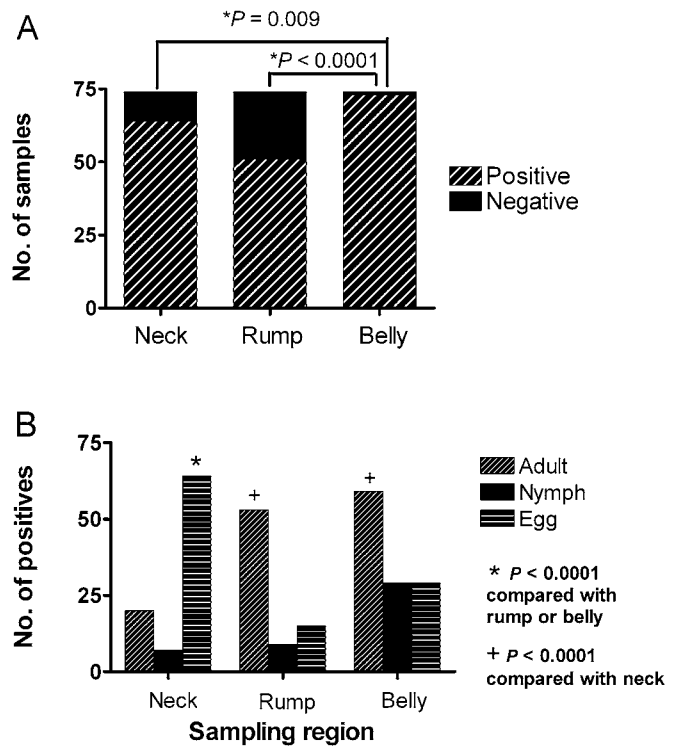 A
*P = 0.009
*P < 0.0001
75
50
25
0
No. of samples
Neck Rump Belly
Positive
Negative
B
75
50
25
0
No. of positives
*
+
+
Neck Rump Belly
Sampling region
Adult
Nymph
Egg
* P < 0.0001
compared with
rump or belly
+ P < 0.0001
compared with neck